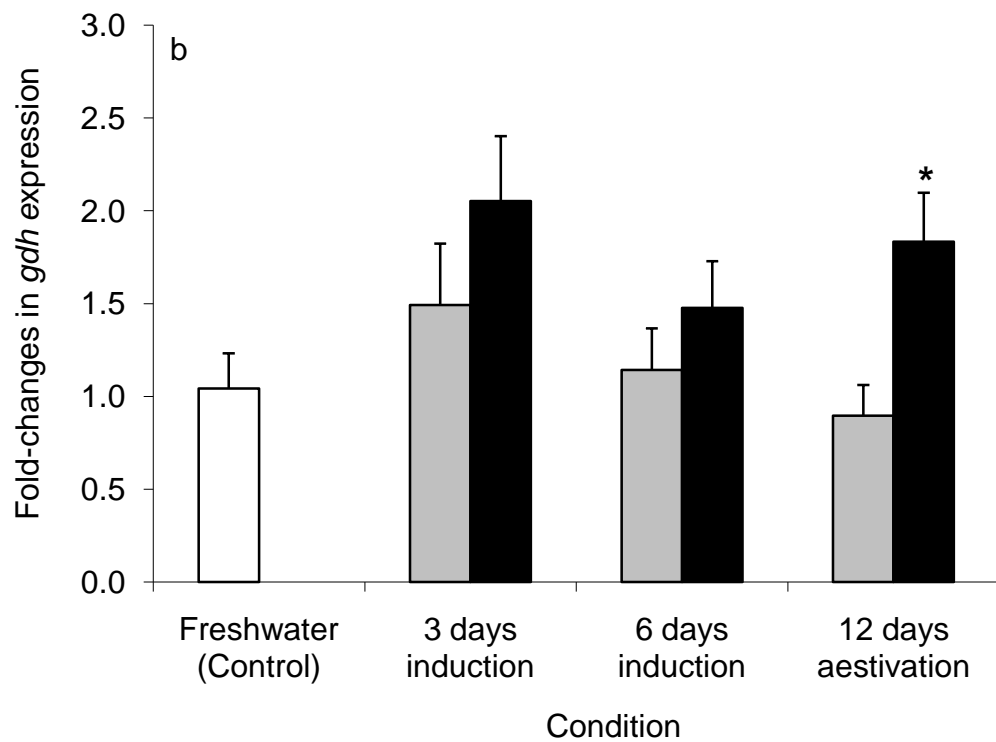 b
Fold-changes in gdh expression
3.0
2.5
2.0
1.5
1.0
0.5
0.0
*
Freshwater
(Control)
3 days
induction
6 days
induction
12 days
aestivation
Condition